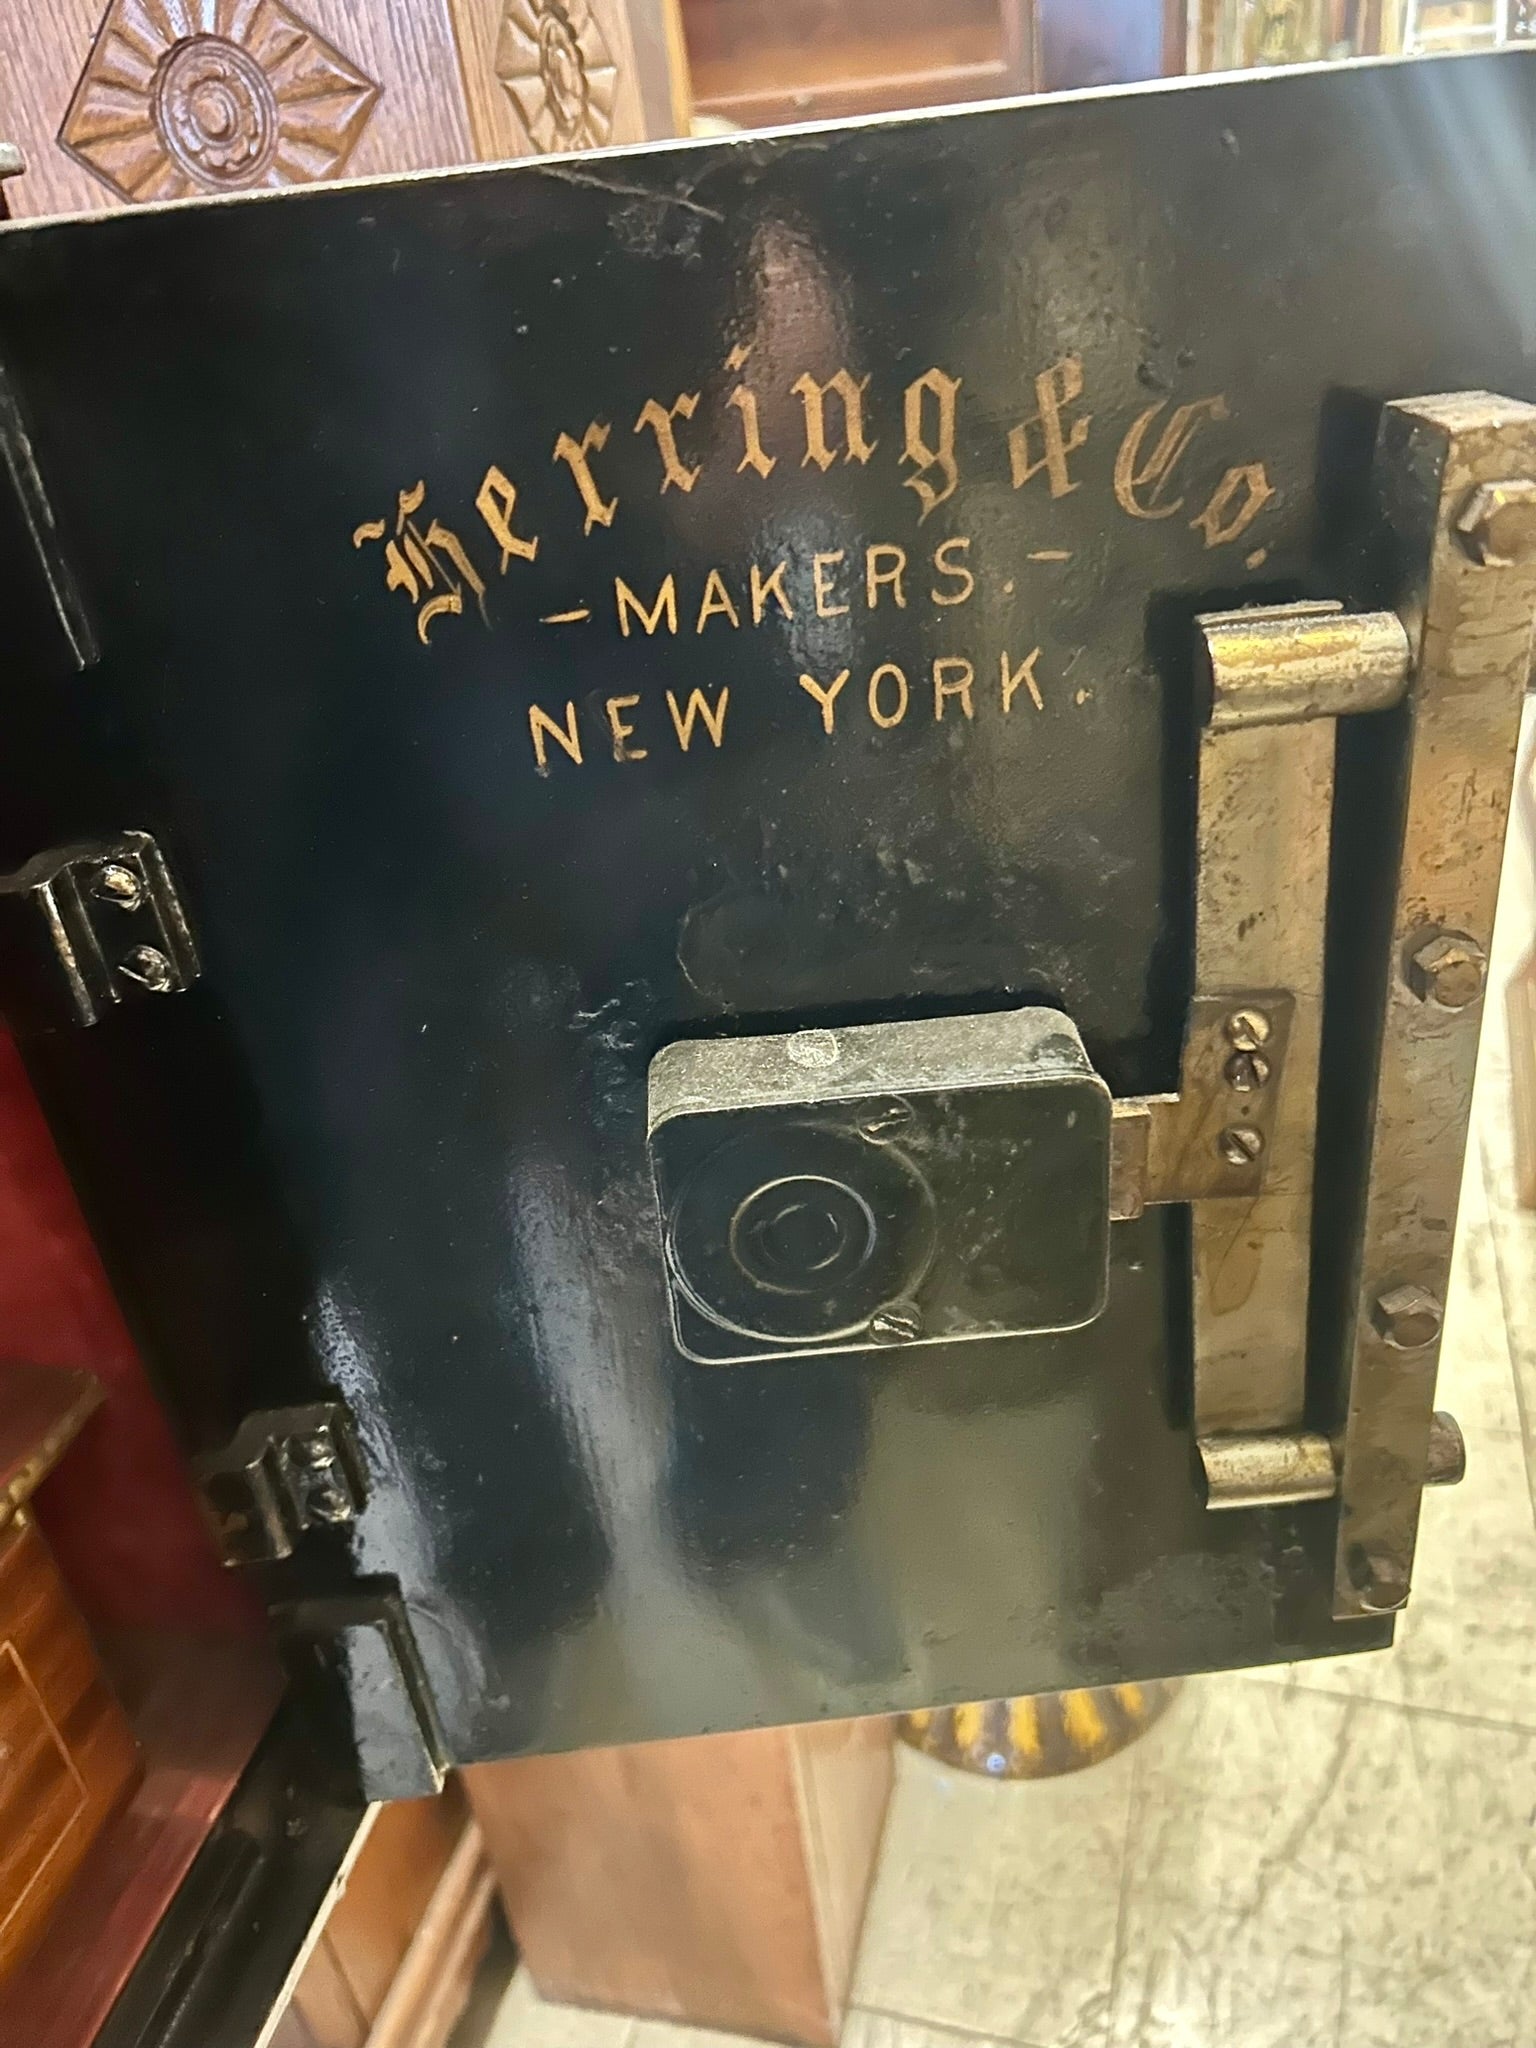 Herring & Co.
- MAKERS. -
NEW YORK.